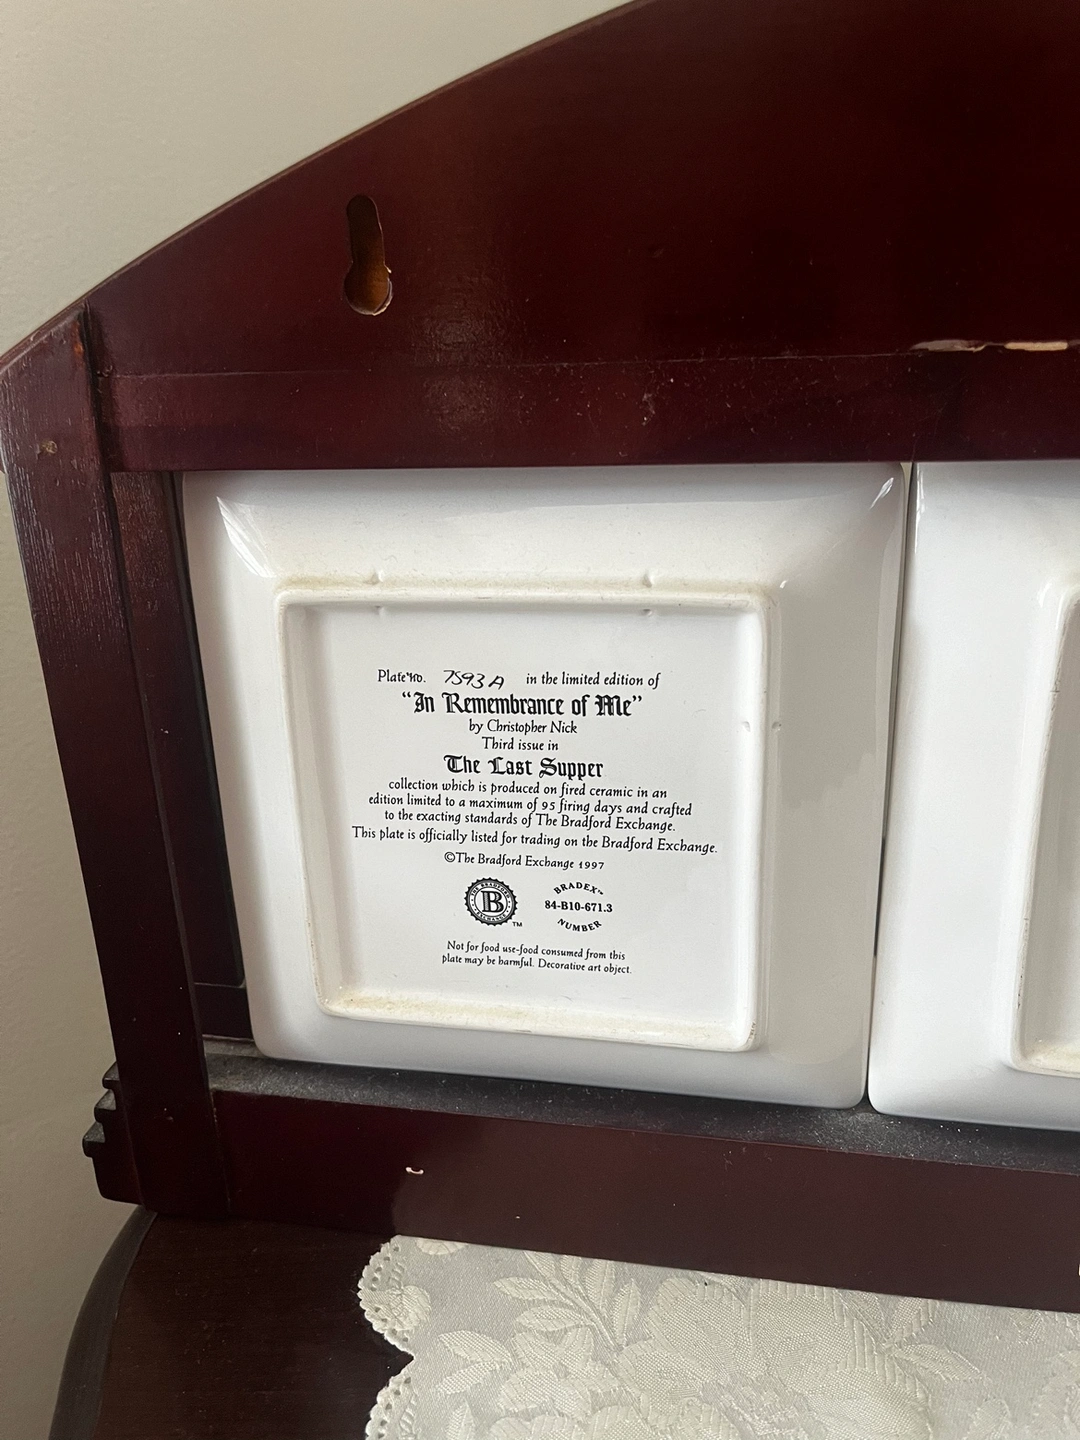 Plate no. 7593A in the limited edition of
“In Remembrance of Me”
by Christopher Nick
Third issue in
The Last Supper
collection which is produced on fired ceramic in an
edition limited to a maximum of 95 firing days and crafted
to the exacting standards of The Bradford Exchange.
This plate is officially listed for trading on the Bradford Exchange.
©The Bradford Exchange 1997
THE BRADFORD
B
EXCHANGE
TM
BRADEX™
84-B10-671.3
NUMBER
Not for food use-food consumed from this
plate may be harmful. Decorative art object.